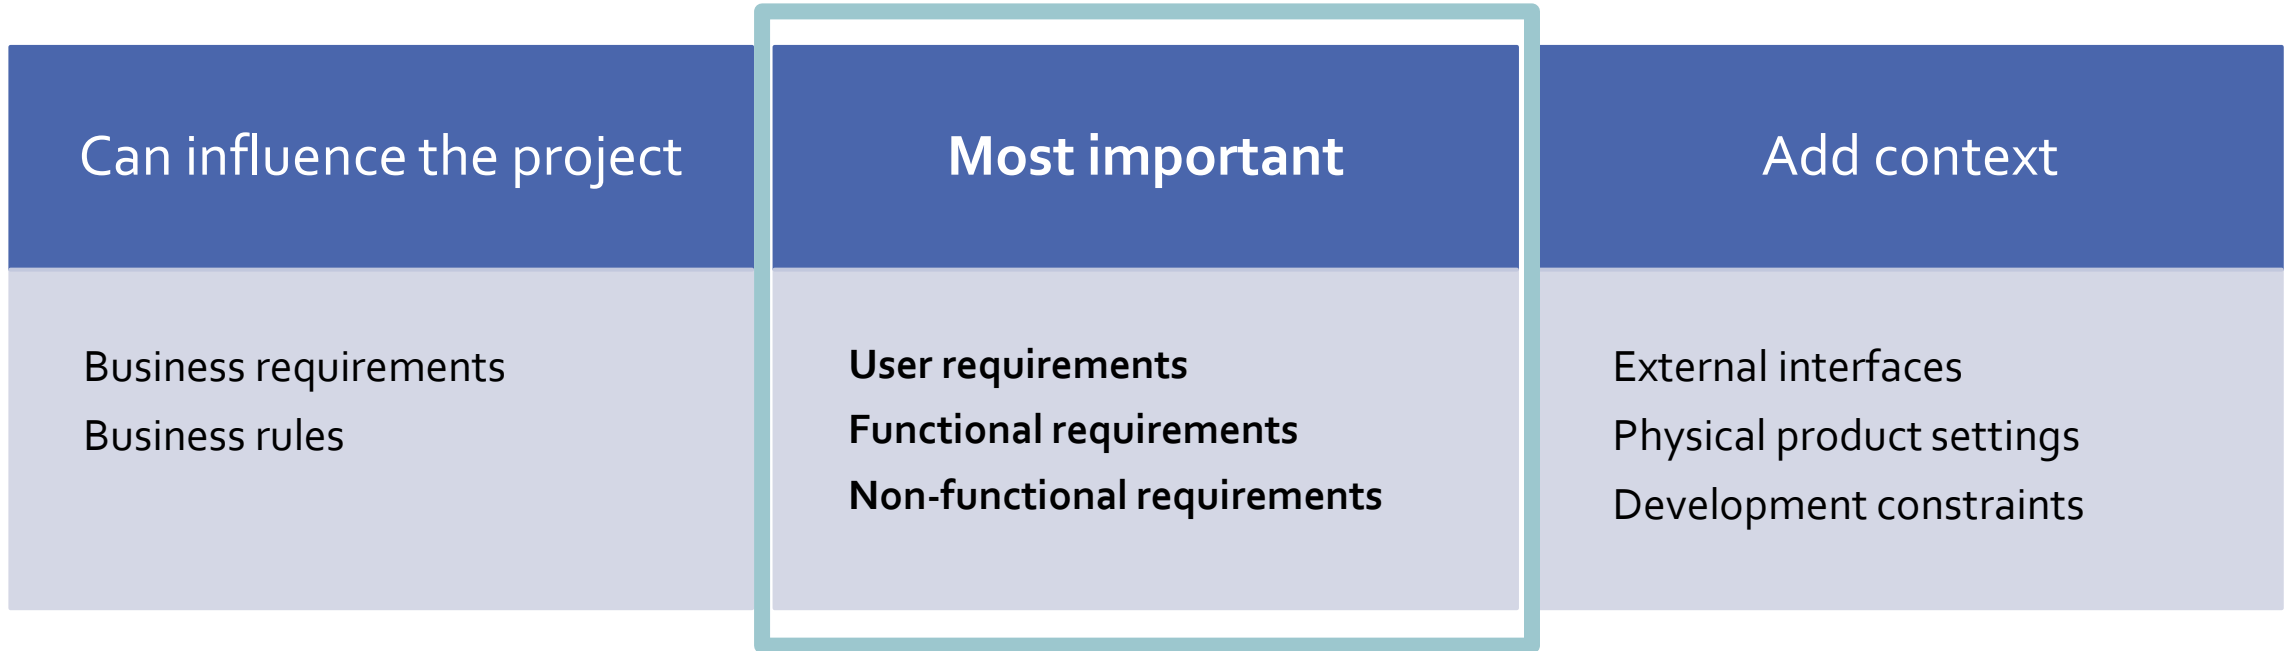 Can influence the project
Most important
Add context
Business requirements
Business rules
User requirements
Functional requirements
Non-functional requirements
External interfaces
Physical product settings
Development constraints